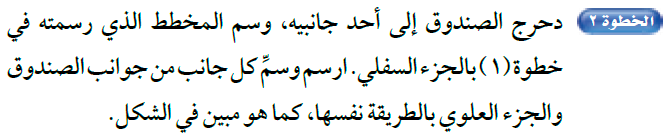 الخطوة ٢ دحرج الصندوق إلى أحد جانبيه، وسم المخطط الذي رسمته في
خطوة (١) بالجزء السفلي. ارسم وسمِّ كل جانب من جوانب الصندوق
والجزء العلوي بالطريقة نفسها، كما هو مبين في الشكل.